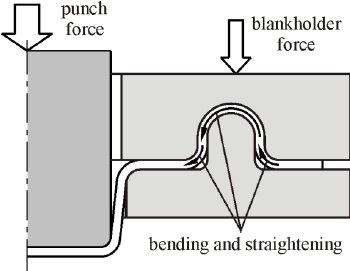 punch
force
blankholder
force
bending and straightening